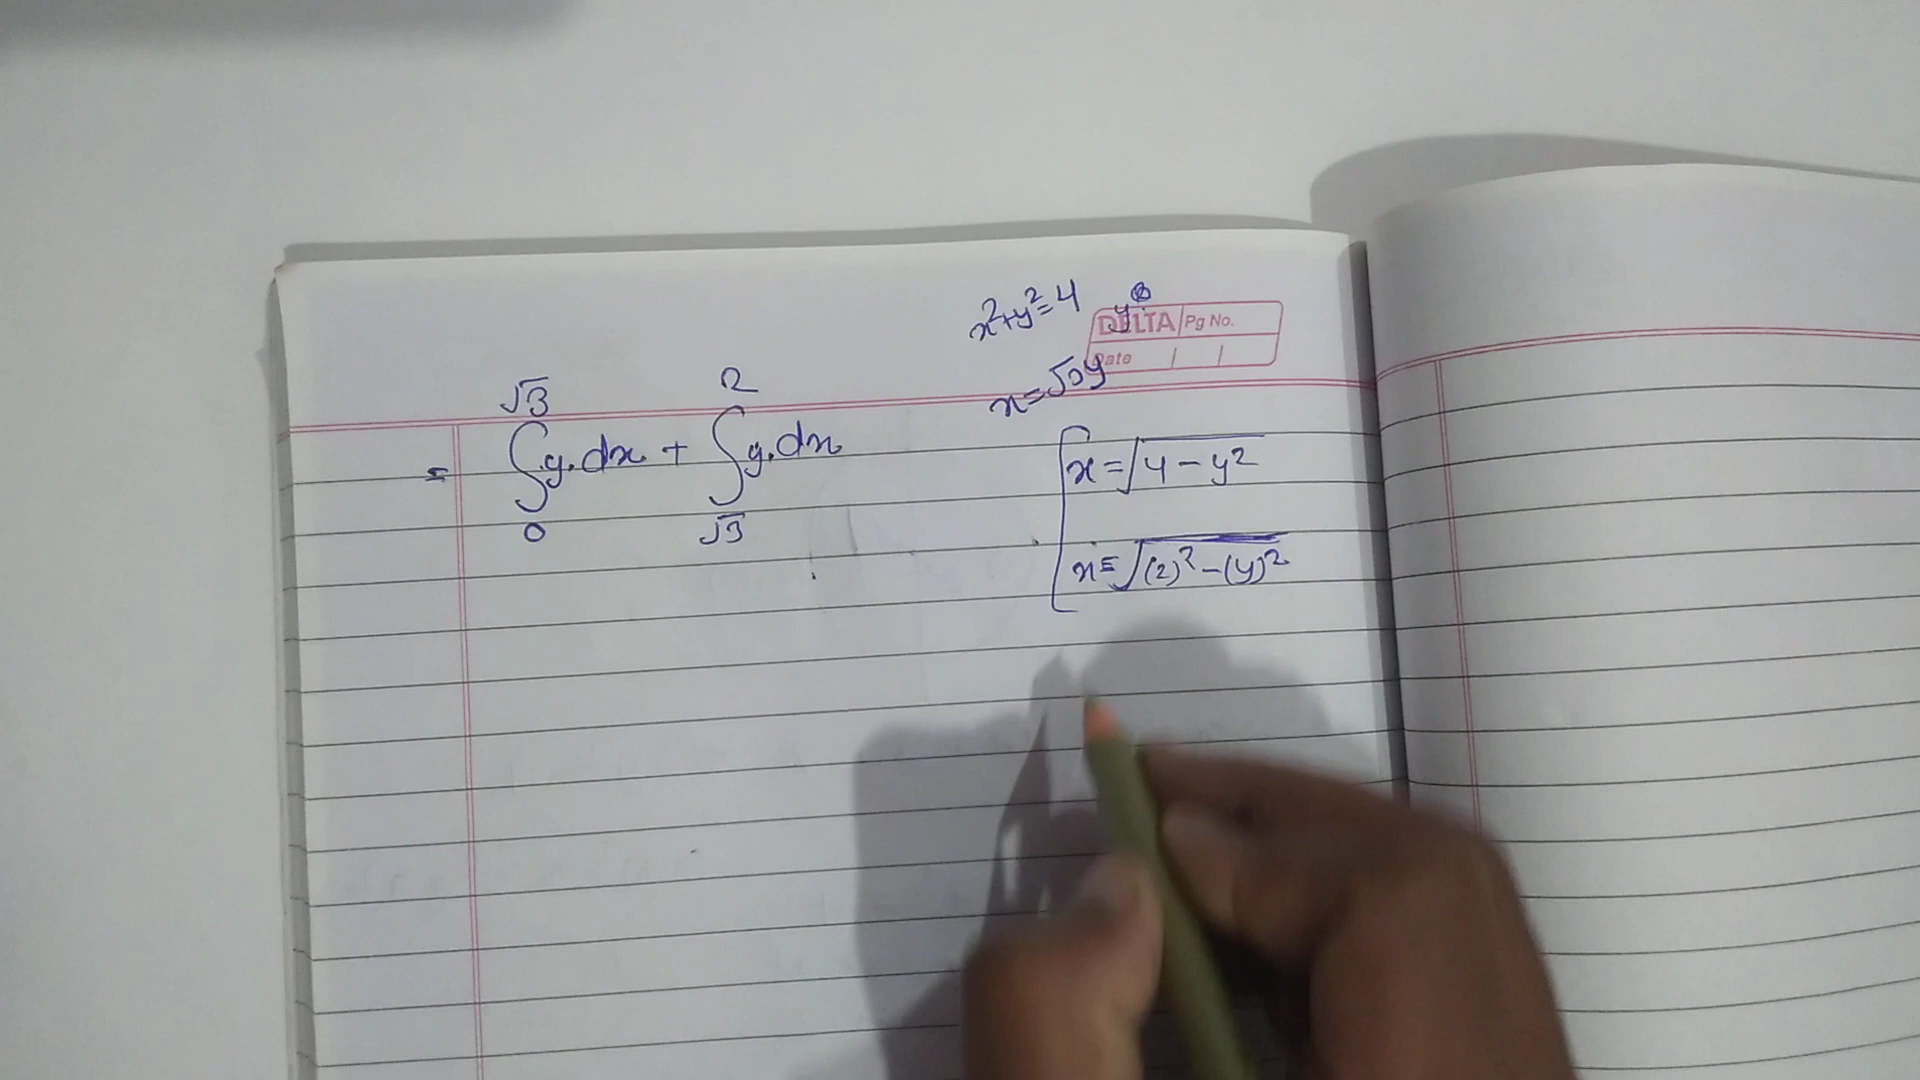 x²+y²=4 y
DELTA Pg No.
Date / /
x=√3y
= ∫₀^√3 y.dx + ∫√3^2 y.dx
x=√4-y²
x=√(2)²-(y)²